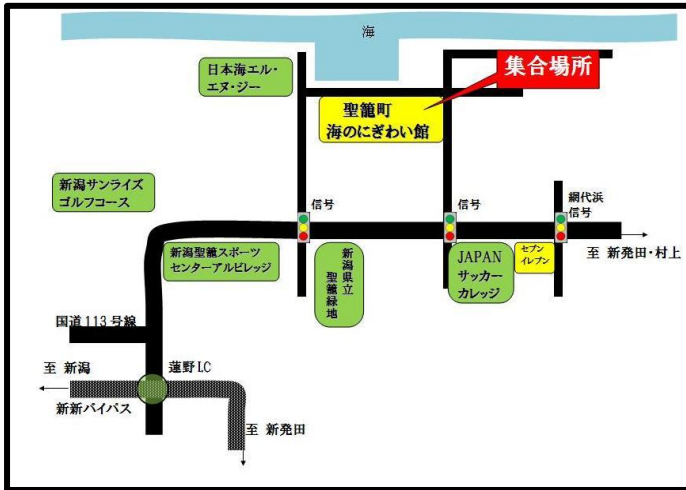 海
日本海エル・
エヌ・ジー
集合場所
聖籠町
海のにぎわい館
新潟サンライズ
ゴルフコース
信号
信号
網代浜
信号
新潟聖籠スポーツ
センターアルビレッジ
新潟県立
聖籠緑地
JAPAN
サッカー
カレッジ
セブン
イレブン
至 新発田・村上
国道113号線
至 新潟
蓮野I.C
新新バイパス
至 新発田